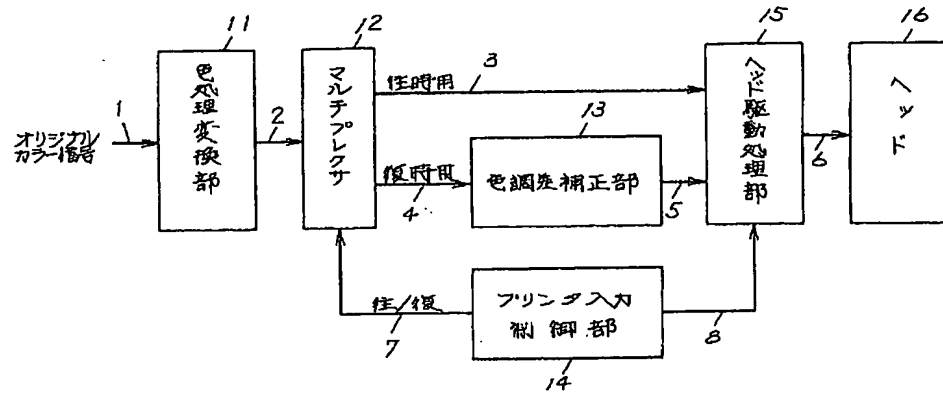 11
12
15
16
オリジナル
カラー信号
1
色処理変換部
2
マルチプレクサ
往時用
3
復時用
4
13
色調差補正部
5
ヘッド駆動処理部
6
ヘッド
往/復
7
プリンタ入力
制御部
8
14